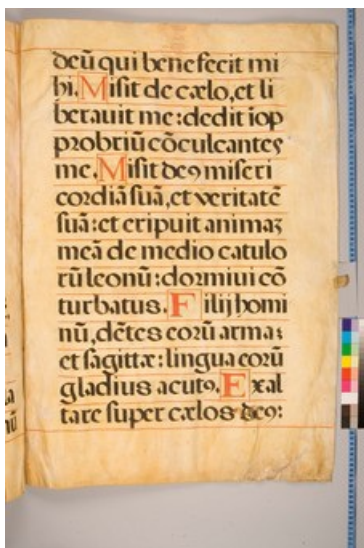 deū qui benefecit mi
hi. Misit de cælo, et li
berauit me: dedit iop
probriū cōculcantes
me. Misit deꝰ miseri
cordiā suā, et veritatē
suā: et eripuit animaʒ
meā de medio catulo
rū leonū: dormiui cō
turbatus. Filij homi
nū, dētes eorū armaː
et sagittæ: lingua eorū
gladius acutꝰ. Exal
tare super cælos deꝰ: